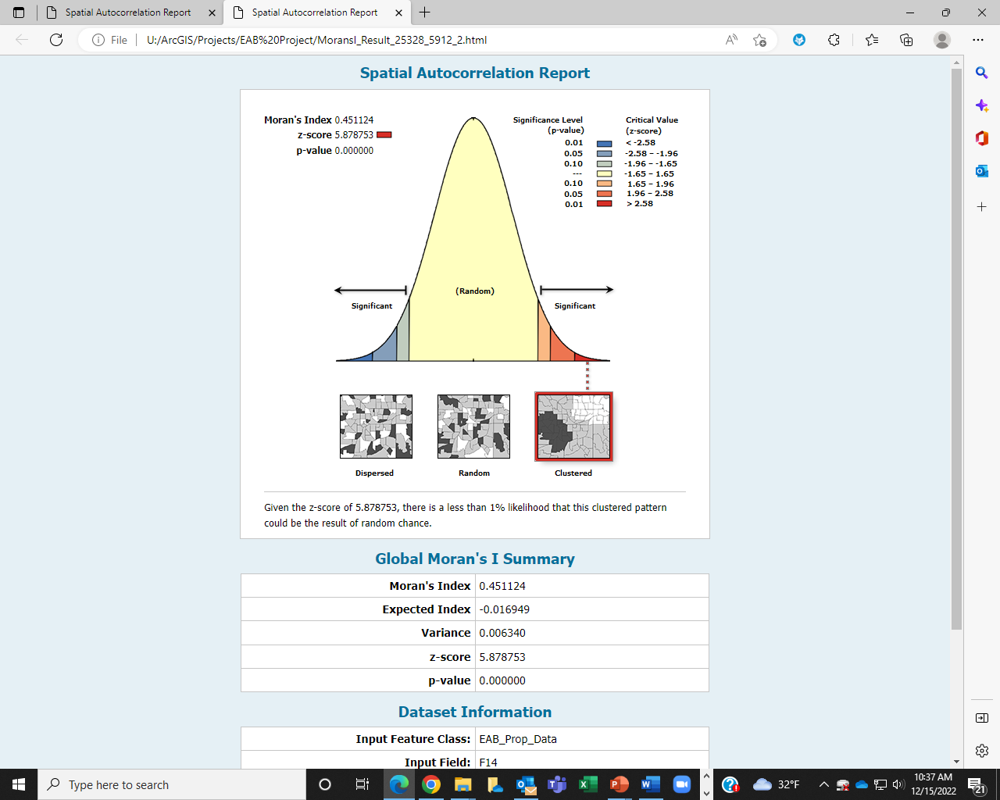 Spatial Autocorrelation Report
Spatial Autocorrelation Report
File
U:/ArcGIS/Projects/EAB%20Project/MoransI_Result_25328_5912_2.html
Spatial Autocorrelation Report
Moran's Index 0.451124
z-score 5.878753
p-value 0.000000
Significance Level (p-value)
Critical Value (z-score)
0.01 < -2.58
0.05 -2.58 – -1.96
0.10 -1.96 – -1.65
--- -1.65 – 1.65
0.10 1.65 – 1.96
0.05 1.96 – 2.58
0.01 > 2.58
(Random)
Significant
Significant
Dispersed
Random
Clustered
Given the z-score of 5.878753, there is a less than 1% likelihood that this clustered pattern
could be the result of random chance.
Global Moran's I Summary
Moran's Index 0.451124
Expected Index -0.016949
Variance 0.006340
z-score 5.878753
p-value 0.000000
Dataset Information
Input Feature Class: EAB_Prop_Data
Input Field: F14
Type here to search
32°F
10:37 AM
12/15/2022
21